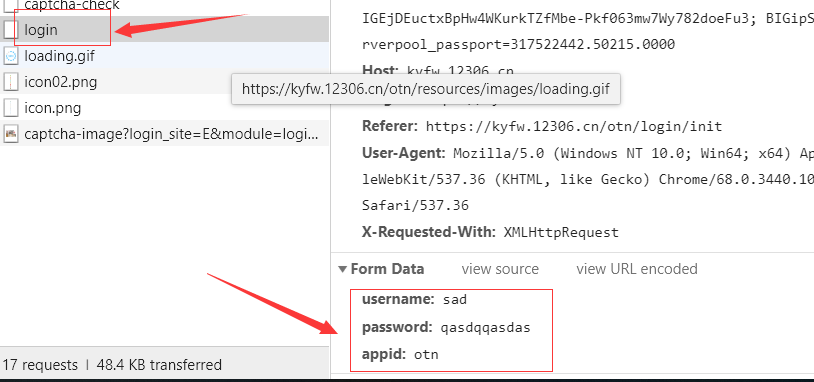 captcha-check
login
loading.gif
icon02.png
icon.png
captcha-image?login_site=E&module=logi...
17 requests | 48.4 KB transferred
IGEjDEuctxBpHw4WKurkTZfMbe-Pkf063mw7Wy782doeFu3; BIGipS
rverpool_passport=317522442.50215.0000
Host: kyfw.12306.cn
https://kyfw.12306.cn/otn/resources/images/loading.gif
Referer: https://kyfw.12306.cn/otn/login/init
User-Agent: Mozilla/5.0 (Windows NT 10.0; Win64; x64) Ap
leWebKit/537.36 (KHTML, like Gecko) Chrome/68.0.3440.10
Safari/537.36
X-Requested-With: XMLHttpRequest
Form Data view source view URL encoded
username: sad
password: qasdqqasdas
appid: otn